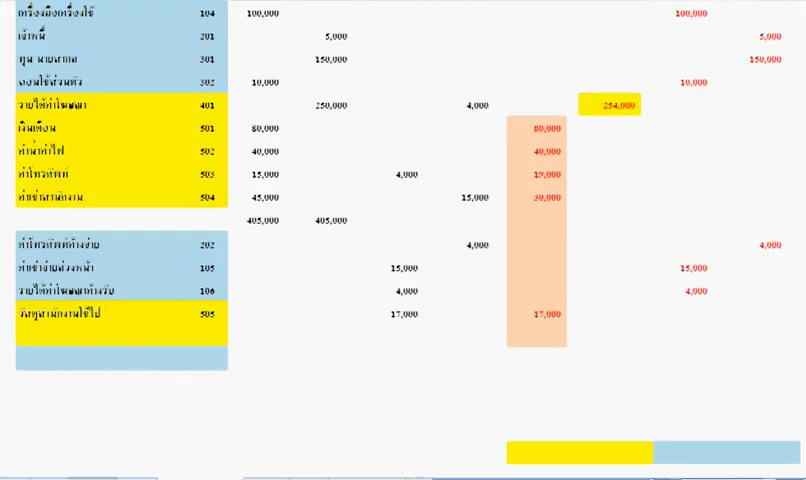 เครื่องมือเครื่องใช้ 104 100,000 100,000
เจ้าหนี้ 201 5,000 5,000
ทุน-นายสากล 301 150,000 150,000
ถอนใช้ส่วนตัว 302 10,000 10,000
รายได้ค่าโฆษณา 401 250,000 4,000 254,000
เงินเดือน 501 80,000 80,000
ค่าน้ำค่าไฟ 502 40,000 40,000
ค่าโทรศัพท์ 503 15,000 4,000 19,000
ค่าเช่าสำนักงาน 504 45,000 15,000 30,000
405,000 405,000
ค่าโทรศัพท์ค้างจ่าย 202 4,000 4,000
ค่าเช่าจ่ายล่วงหน้า 105 15,000 15,000
รายได้ค่าโฆษณาค้างรับ 106 4,000 4,000
วัสดุสำนักงานใช้ไป 505 17,000 17,000